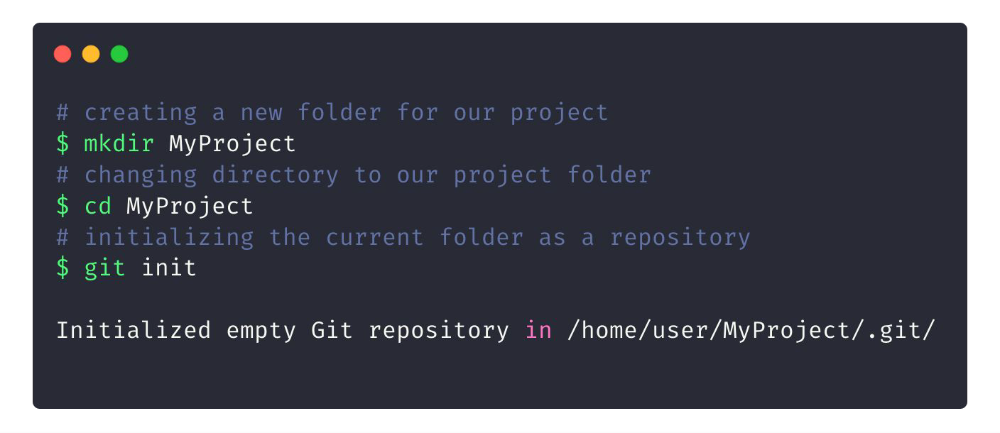 # creating a new folder for our project
$ mkdir MyProject
# changing directory to our project folder
$ cd MyProject
# initializing the current folder as a repository
$ git init
Initialized empty Git repository in /home/user/MyProject/.git/